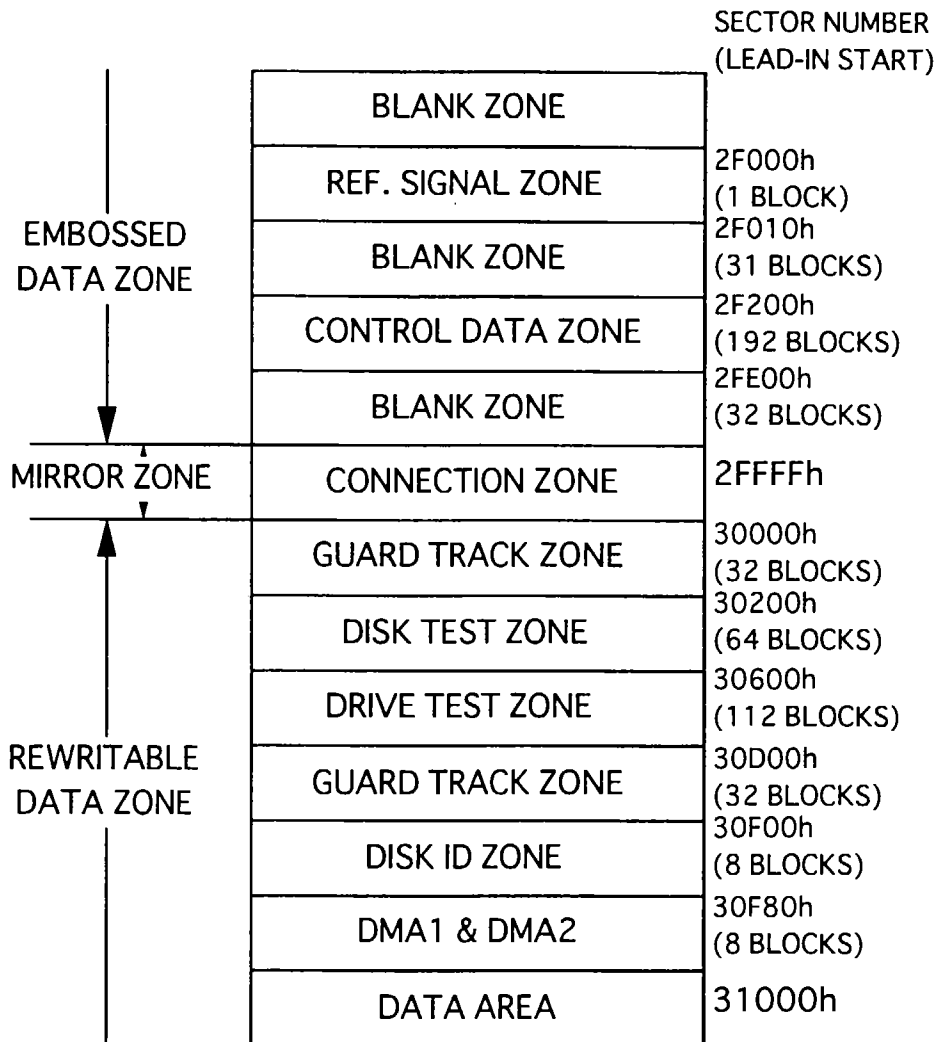 SECTOR NUMBER
(LEAD-IN START)
BLANK ZONE
REF. SIGNAL ZONE
2F000h
(1 BLOCK)
EMBOSSED
DATA ZONE
BLANK ZONE
2F010h
(31 BLOCKS)
CONTROL DATA ZONE
2F200h
(192 BLOCKS)
BLANK ZONE
2FE00h
(32 BLOCKS)
MIRROR ZONE
CONNECTION ZONE
2FFFFh
GUARD TRACK ZONE
30000h
(32 BLOCKS)
DISK TEST ZONE
30200h
(64 BLOCKS)
DRIVE TEST ZONE
30600h
(112 BLOCKS)
REWRITABLE
DATA ZONE
GUARD TRACK ZONE
30D00h
(32 BLOCKS)
DISK ID ZONE
30F00h
(8 BLOCKS)
DMA1 & DMA2
30F80h
(8 BLOCKS)
DATA AREA
31000h